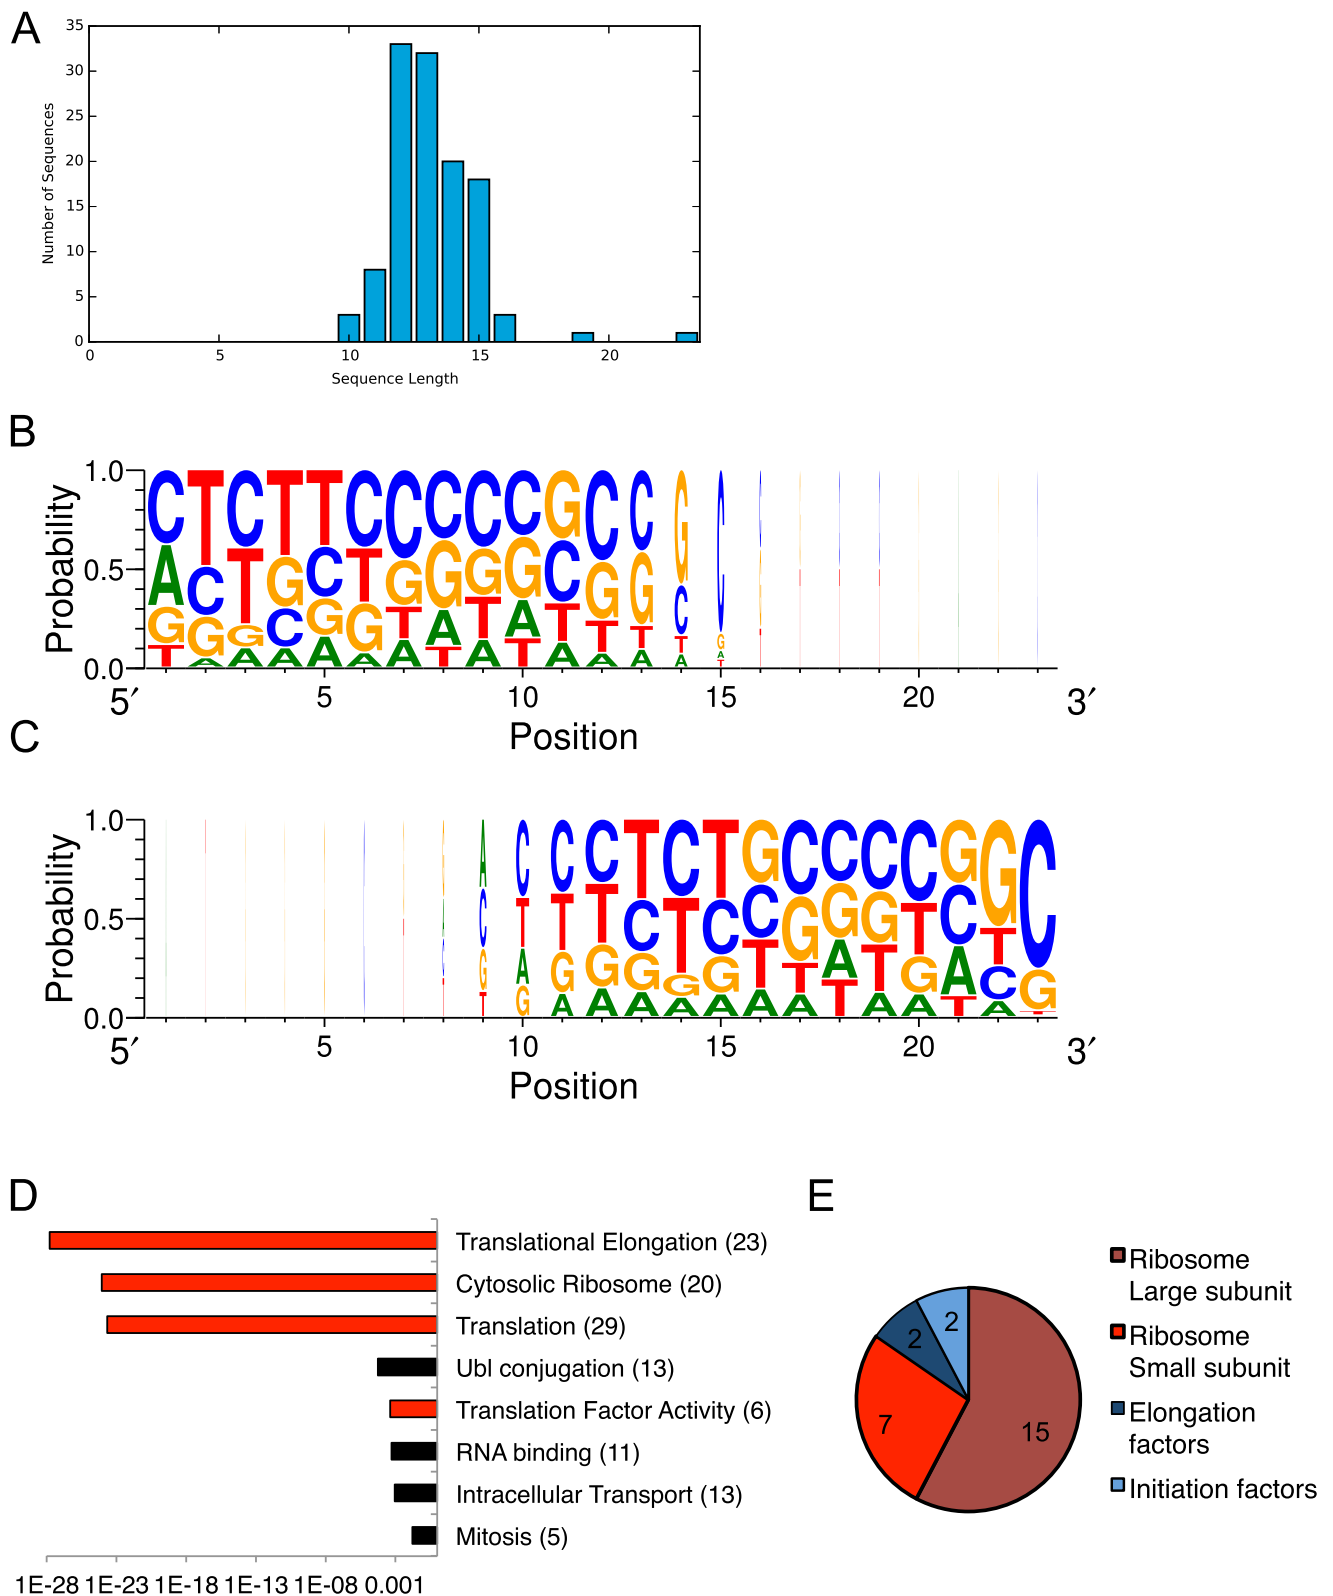 A
35
30
25
20
15
10
5
0
Number of Sequences
0 5 10 15 20
Sequence Length
B
1.0
0.5
0.0
Probability
5′ 5 10 15 20 3′
Position
C
1.0
0.5
0.0
Probability
5′ 5 10 15 20 3′
Position
D
Translational Elongation (23)
Cytosolic Ribosome (20)
Translation (29)
Ubl conjugation (13)
Translation Factor Activity (6)
RNA binding (11)
Intracellular Transport (13)
Mitosis (5)
1E-28 1E-23 1E-18 1E-13 1E-08 0.001
E
2
2
7
15
Ribosome
Large subunit
Ribosome
Small subunit
Elongation
factors
Initiation factors